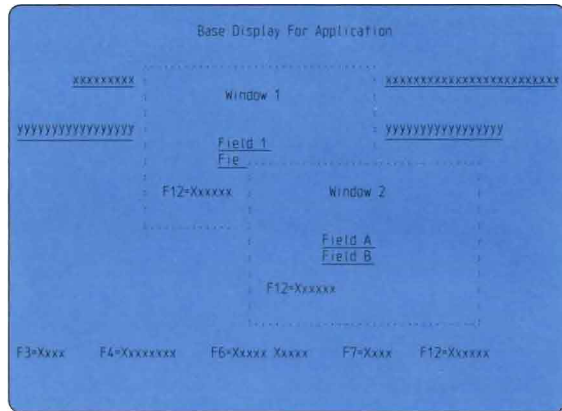 Base Display For Application
xxxxxxxxx xxxxxxxxxxxxxxxxxxxxxxxxx
Window 1
yyyyyyyyyyyyyyyyy yyyyyyyyyyyyyyyyy
Field 1
Fie
F12=Xxxxxx Window 2
Field A
Field B
F12=Xxxxxx
F3=Xxxx F4=Xxxxxxxx F6=Xxxxx Xxxxx F7=Xxxx F12=Xxxxxx